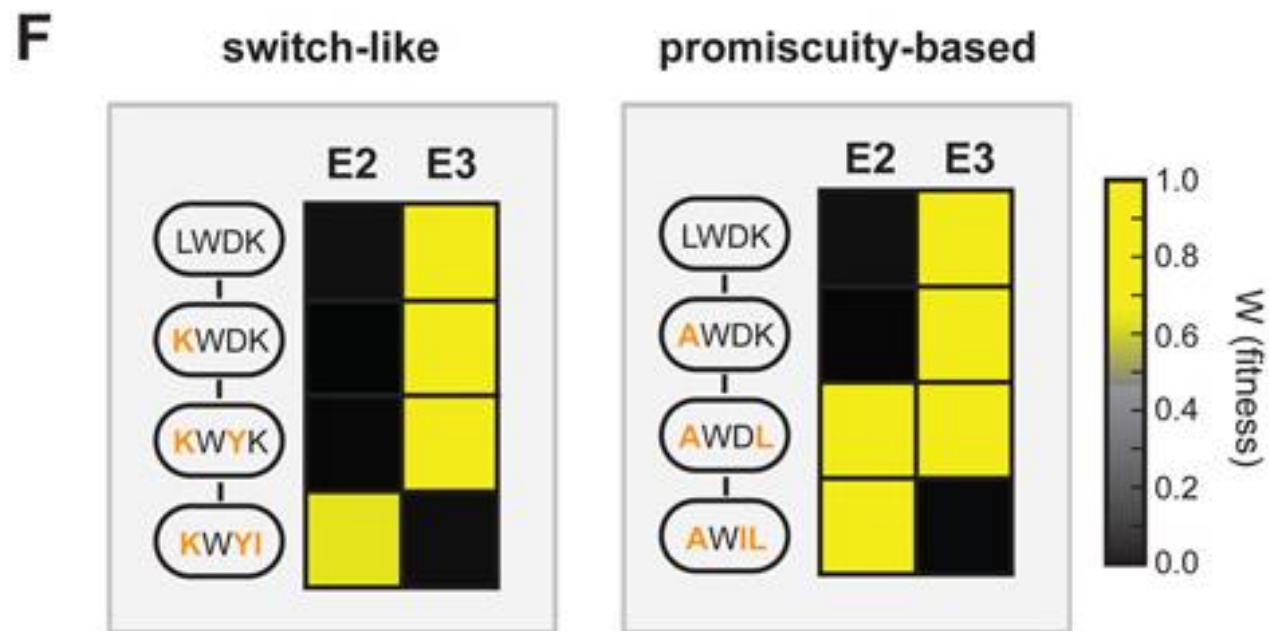 F
switch-like
E2 E3
LWDK
KWDK
KWYK
KWYI
promiscuity-based
E2 E3
LWDK
AWDK
AWDL
AWIL
1.0
0.8
0.6
0.4
0.2
0.0
W (fitness)